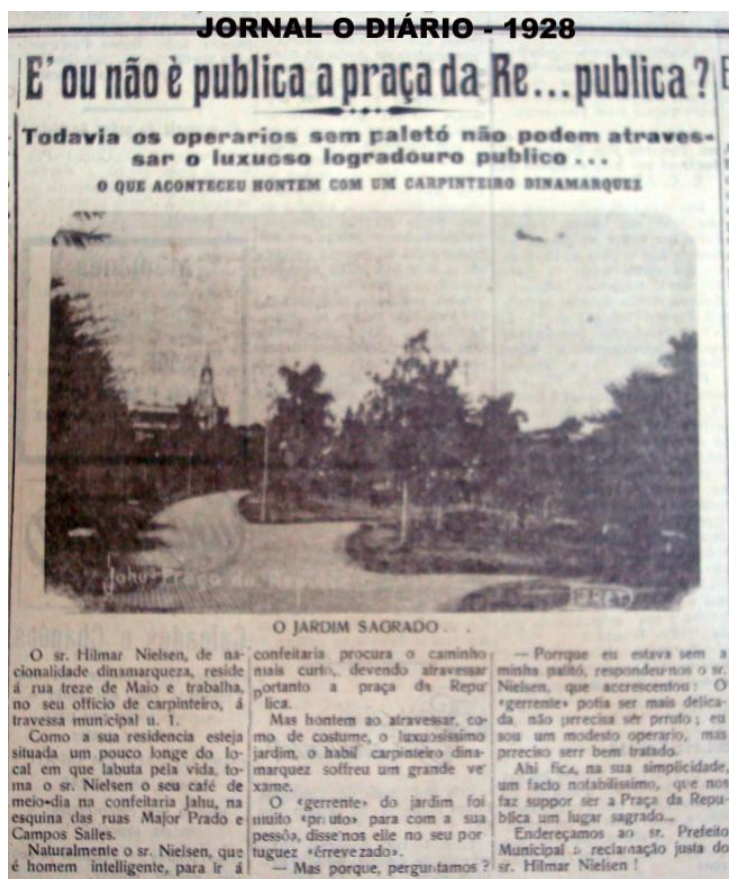 JORNAL O DIÁRIO - 1928
E' ou não è publica a praça da Re...publica?
Todavia os operarios sem paletó não podem atraves-
sar o luxuoso logradouro publico...
O QUE ACONTECEU HONTEM COM UM CARPINTEIRO DINAMARQUEZ
Jahu-Praça da
O JARDIM SAGRADO...
O sr. Hilmar Nielsen, de na-
cionalidade dinamarqueza, reside
á rua treze de Maio e trabalha,
no seu officio de carpinteiro, á
travessa municipal u. 1.
Como a sua residencia esteja
situada um pouco longe do lo-
cal em que labuta pela vida, to-
ma o sr. Nielsen o seu café de
meio-dia na confeitaria Jahu, na
esquina das ruas Major Prado e
Campos Salles.
Naturalmente o sr. Nielsen, que
é homem intelligente, para ir á
confeitaria procura o caminho
mais curto, devendo atravessar
portanto a praça da Repu
lica.
Mas hontem ao atravessar, co-
mo de costume, o luxuosissimo
jardim, o habil carpinteiro dina-
marquez soffreu um grande ve
xame.
O «gerrente» do jardim foi
muito «pruto» para com a sua
pessôa, disse-nos elle no seu por-
tuguez «érrevezado».
— Mas porque, perguntamos?
— Porrque eu estava sem a
minha palitó, respondeu-nos o sr.
Nielsen, que accrescentou: O
«gerrente» potia ser mais delica-
da, não prrecisa sêr prruto; eu
sou um modesto operario, mas
prreciso serr bem tratado.
Ahi fica, na sua simplicidade,
um facto notabilissimo, que nos
faz suppor ser a Praça da Repu-
blica um lugar sagrado...
Endereçamos ao sr. Prefeito
Municipal a reclamação justa do
sr. Hilmar Nielsen!